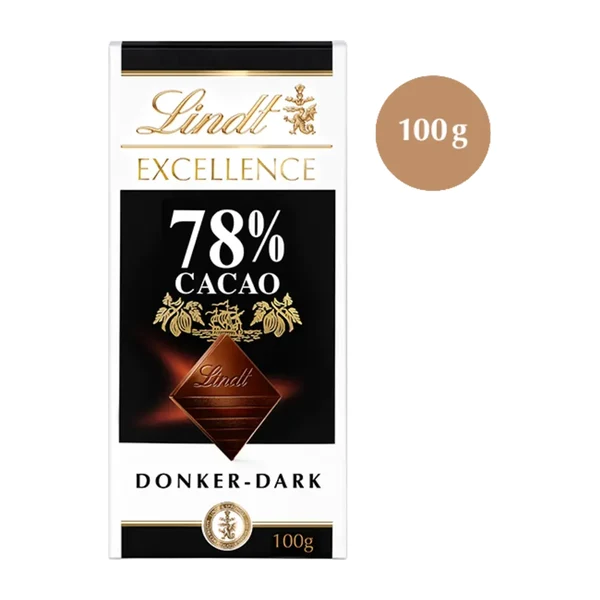 Lindt
EXCELLENCE
78%
CACAO
Lindt
DONKER-DARK
100g
100 g